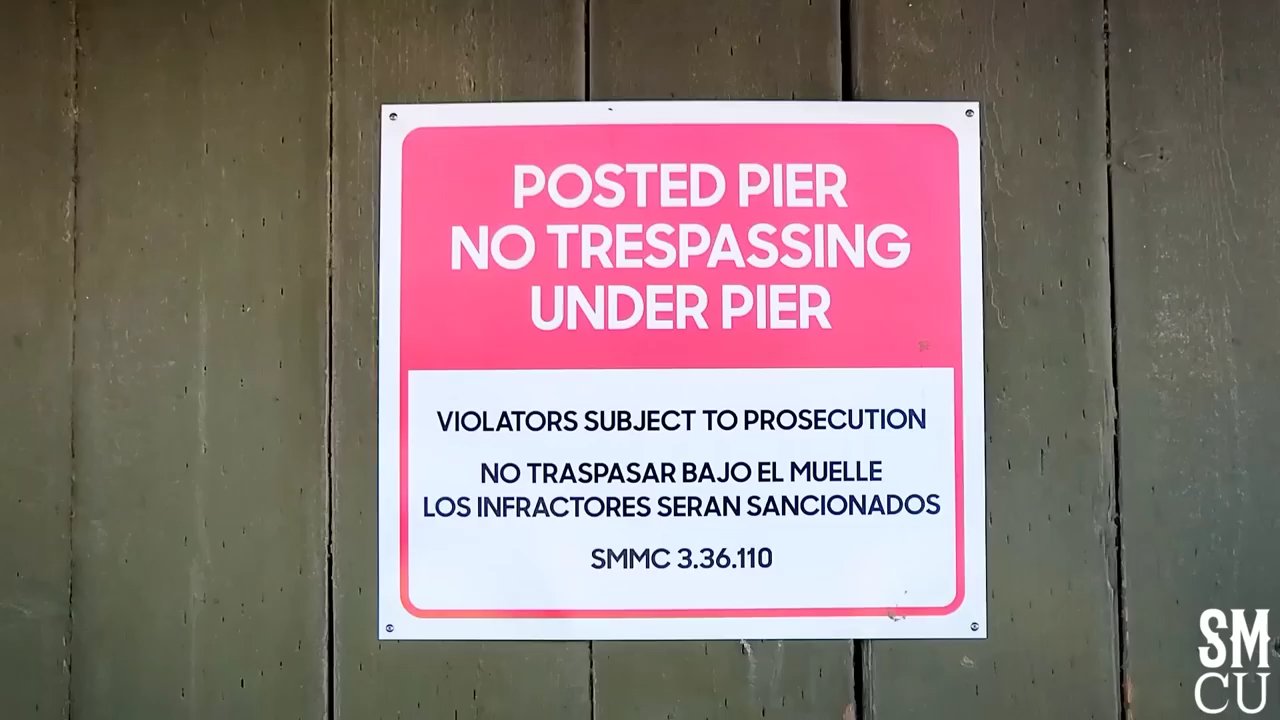 POSTED PIER
NO TRESPASSING
UNDER PIER
VIOLATORS SUBJECT TO PROSECUTION
NO TRASPASAR BAJO EL MUELLE
LOS INFRACTORES SERAN SANCIONADOS
SMMC 3.36.110
SM
CU